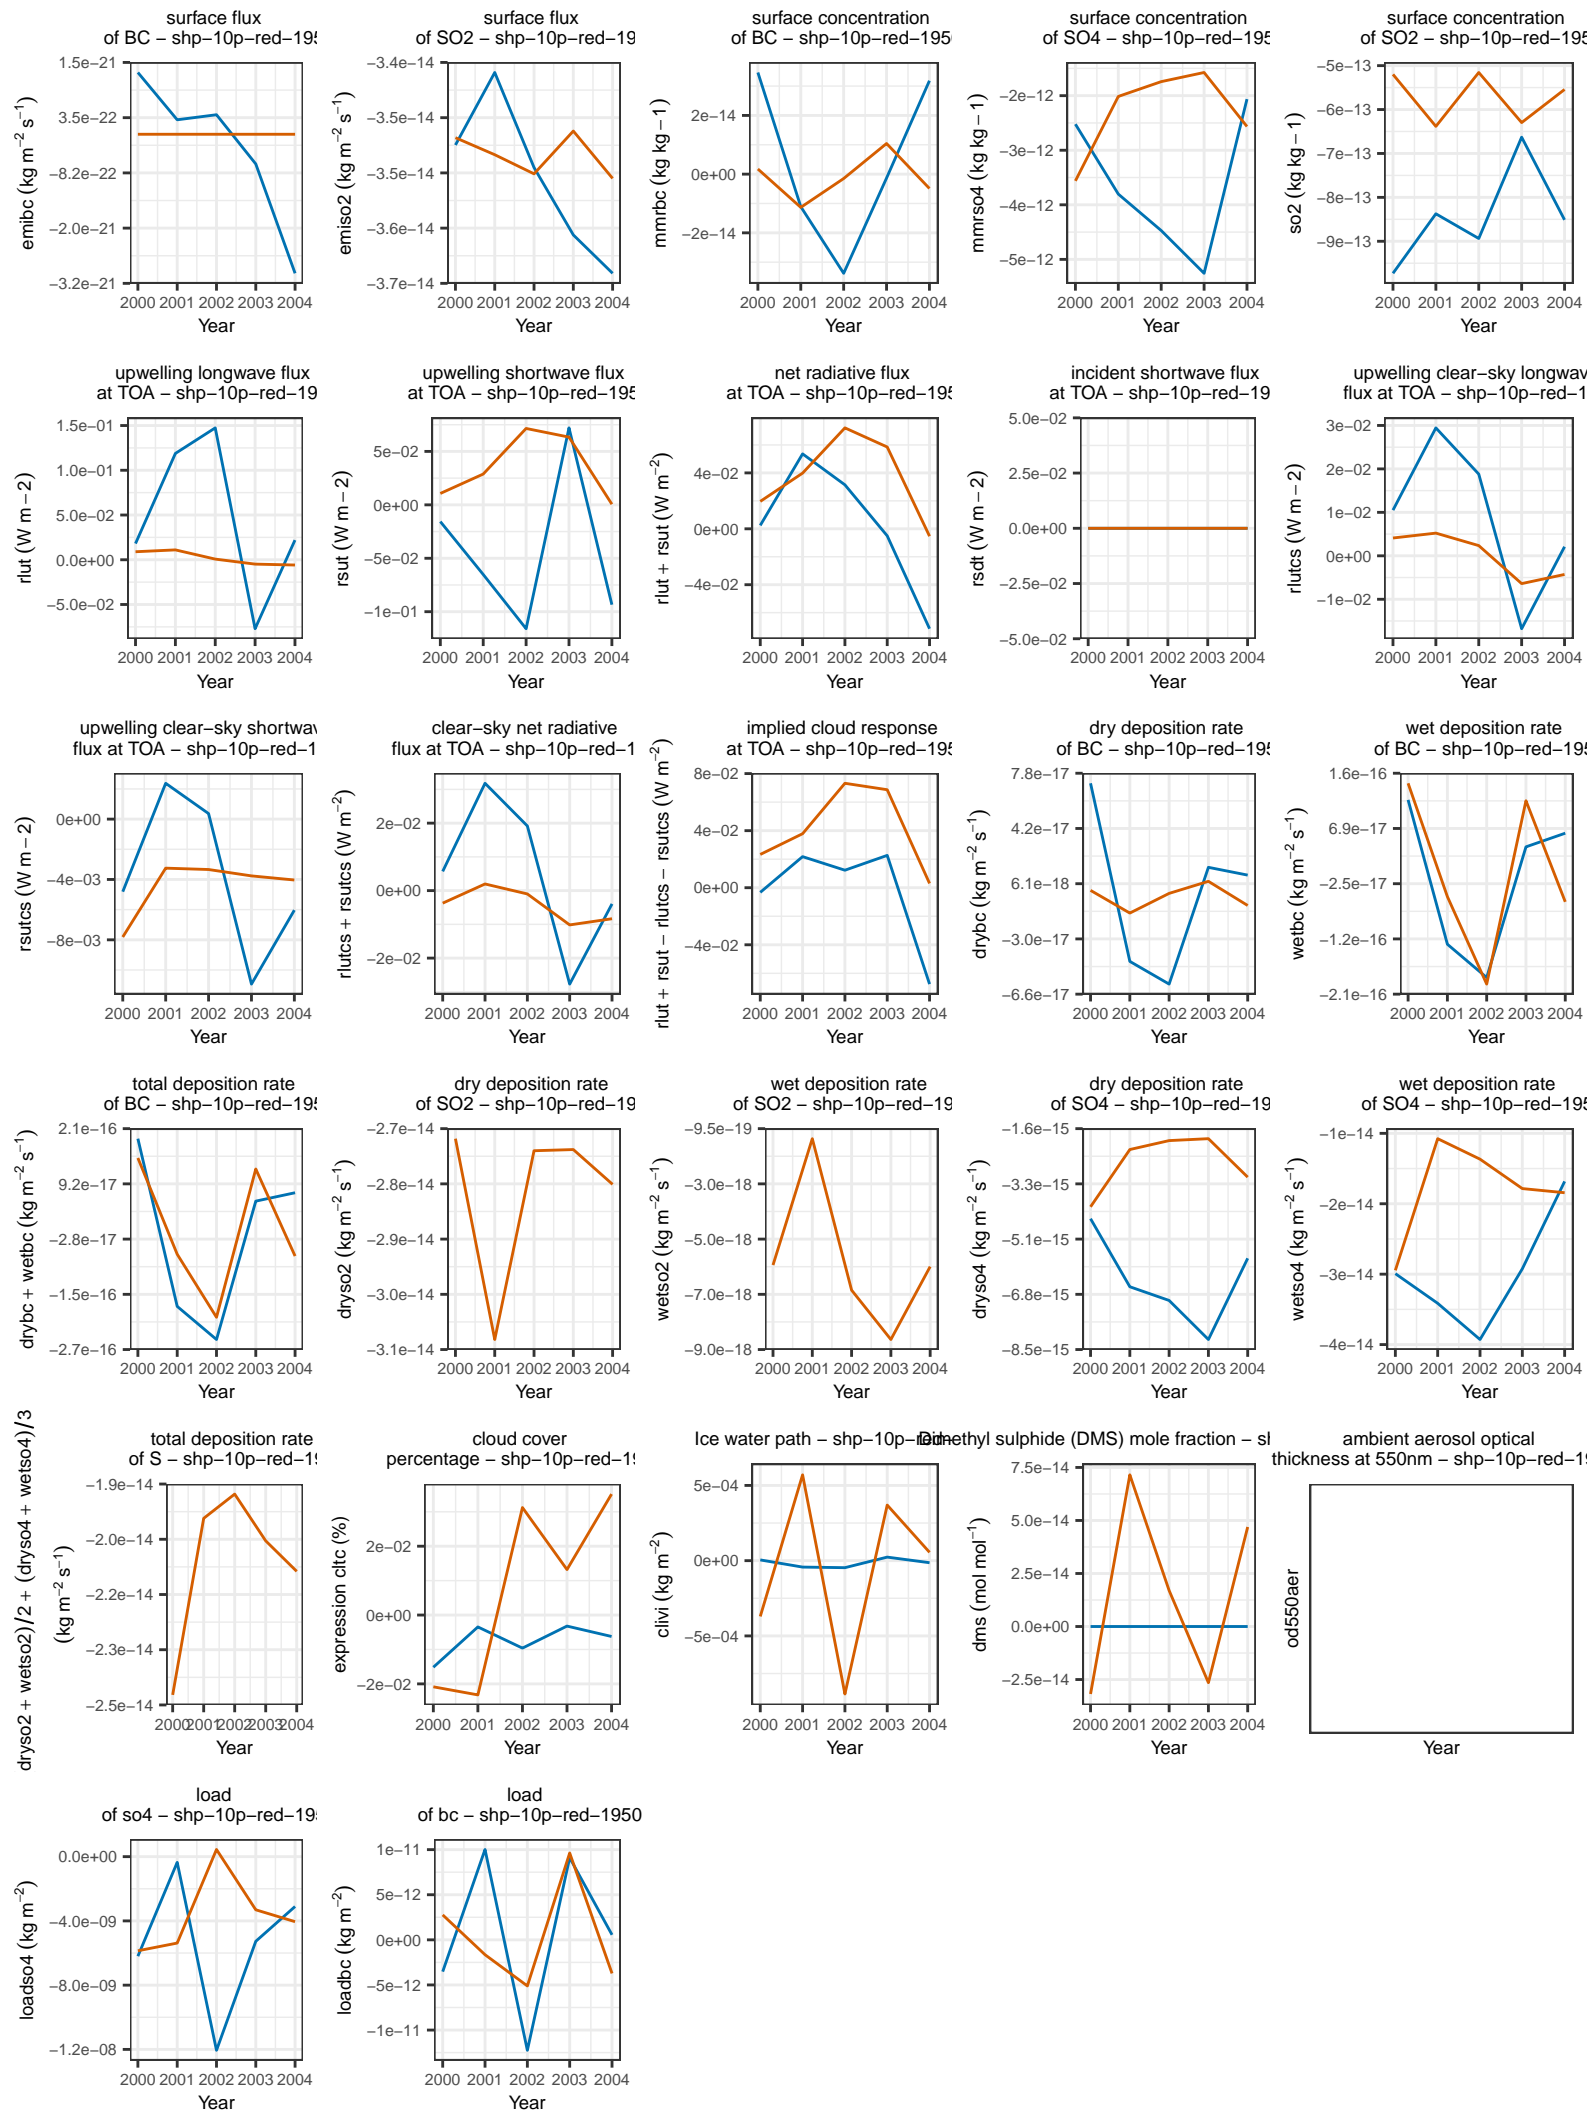 surface flux
of BC − shp−10p−red−195
emibc (kg m−2 s−1)
1.5e−21
3.5e−22
−8.2e−22
−2.0e−21
−3.2e−21
2000 2001 2002 2003 2004
Year
surface flux
of SO2 − shp−10p−red−19
emiso2 (kg m−2 s−1)
−3.4e−14
−3.5e−14
−3.5e−14
−3.6e−14
−3.7e−14
2000 2001 2002 2003 2004
Year
surface concentration
of BC − shp−10p−red−1950
mmrbc (kg kg − 1)
2e−14
0e+00
−2e−14
2000 2001 2002 2003 2004
Year
surface concentration
of SO4 − shp−10p−red−195
mmrso4 (kg kg − 1)
−2e−12
−3e−12
−4e−12
−5e−12
2000 2001 2002 2003 2004
Year
surface concentration
of SO2 − shp−10p−red−195
so2 (kg kg − 1)
−5e−13
−6e−13
−7e−13
−8e−13
−9e−13
2000 2001 2002 2003 2004
Year
upwelling longwave flux
at TOA − shp−10p−red−19
rlut (W m − 2)
1.5e−01
1.0e−01
5.0e−02
0.0e+00
−5.0e−02
2000 2001 2002 2003 2004
Year
upwelling shortwave flux
at TOA − shp−10p−red−195
rsut (W m − 2)
5e−02
0e+00
−5e−02
−1e−01
2000 2001 2002 2003 2004
Year
net radiative flux
at TOA − shp−10p−red−195
rlut + rsut (W m−2)
4e−02
0e+00
−4e−02
2000 2001 2002 2003 2004
Year
incident shortwave flux
at TOA − shp−10p−red−19
rsdt (W m − 2)
5.0e−02
2.5e−02
0.0e+00
−2.5e−02
−5.0e−02
2000 2001 2002 2003 2004
Year
upwelling clear−sky longwav
flux at TOA − shp−10p−red−1
rlutcs (W m − 2)
3e−02
2e−02
1e−02
0e+00
−1e−02
2000 2001 2002 2003 2004
Year
upwelling clear−sky shortwav
flux at TOA − shp−10p−red−1
rsutcs (W m − 2)
0e+00
−4e−03
−8e−03
2000 2001 2002 2003 2004
Year
clear−sky net radiative
flux at TOA − shp−10p−red−1
rlutcs + rsutcs (W m−2)
2e−02
0e+00
−2e−02
2000 2001 2002 2003 2004
Year
implied cloud response
at TOA − shp−10p−red−195
rlut + rsut − rlutcs − rsutcs (W m−2)
8e−02
4e−02
0e+00
−4e−02
2000 2001 2002 2003 2004
Year
dry deposition rate
of BC − shp−10p−red−195
drybc (kg m−2 s−1)
7.8e−17
4.2e−17
6.1e−18
−3.0e−17
−6.6e−17
2000 2001 2002 2003 2004
Year
wet deposition rate
of BC − shp−10p−red−195
wetbc (kg m−2 s−1)
1.6e−16
6.9e−17
−2.5e−17
−1.2e−16
−2.1e−16
2000 2001 2002 2003 2004
Year
total deposition rate
of BC − shp−10p−red−195
drybc + wetbc (kg m−2 s−1)
2.1e−16
9.2e−17
−2.8e−17
−1.5e−16
−2.7e−16
2000 2001 2002 2003 2004
Year
dry deposition rate
of SO2 − shp−10p−red−19
dryso2 (kg m−2 s−1)
−2.7e−14
−2.8e−14
−2.9e−14
−3.0e−14
−3.1e−14
2000 2001 2002 2003 2004
Year
wet deposition rate
of SO2 − shp−10p−red−19
wetso2 (kg m−2 s−1)
−9.5e−19
−3.0e−18
−5.0e−18
−7.0e−18
−9.0e−18
2000 2001 2002 2003 2004
Year
dry deposition rate
of SO4 − shp−10p−red−19
dryso4 (kg m−2 s−1)
−1.6e−15
−3.3e−15
−5.1e−15
−6.8e−15
−8.5e−15
2000 2001 2002 2003 2004
Year
wet deposition rate
of SO4 − shp−10p−red−195
wetso4 (kg m−2 s−1)
−1e−14
−2e−14
−3e−14
−4e−14
2000 2001 2002 2003 2004
Year
total deposition rate
of S − shp−10p−red−19
dryso2 + wetso2)/2 + (dryso4 + wetso4)/3
(kg m−2 s−1)
−1.9e−14
−2.0e−14
−2.2e−14
−2.3e−14
−2.5e−14
2000 2001 2002 2003 2004
Year
cloud cover
percentage − shp−10p−red−19
expression cltc (%)
2e−02
0e+00
−2e−02
2000 2001 2002 2003 2004
Year
Ice water path − shp−10p−red−
clivi (kg m−2)
5e−04
0e+00
−5e−04
2000 2001 2002 2003 2004
Year
Dimethyl sulphide (DMS) mole fraction − sh
dms (mol mol−1)
7.5e−14
5.0e−14
2.5e−14
0.0e+00
−2.5e−14
2000 2001 2002 2003 2004
Year
ambient aerosol optical
thickness at 550nm − shp−10p−red−19
od550aer
Year
load
of so4 − shp−10p−red−195
loadso4 (kg m−2)
0.0e+00
−4.0e−09
−8.0e−09
−1.2e−08
2000 2001 2002 2003 2004
Year
load
of bc − shp−10p−red−1950
loadbc (kg m−2)
1e−11
5e−12
0e+00
−5e−12
−1e−11
2000 2001 2002 2003 2004
Year